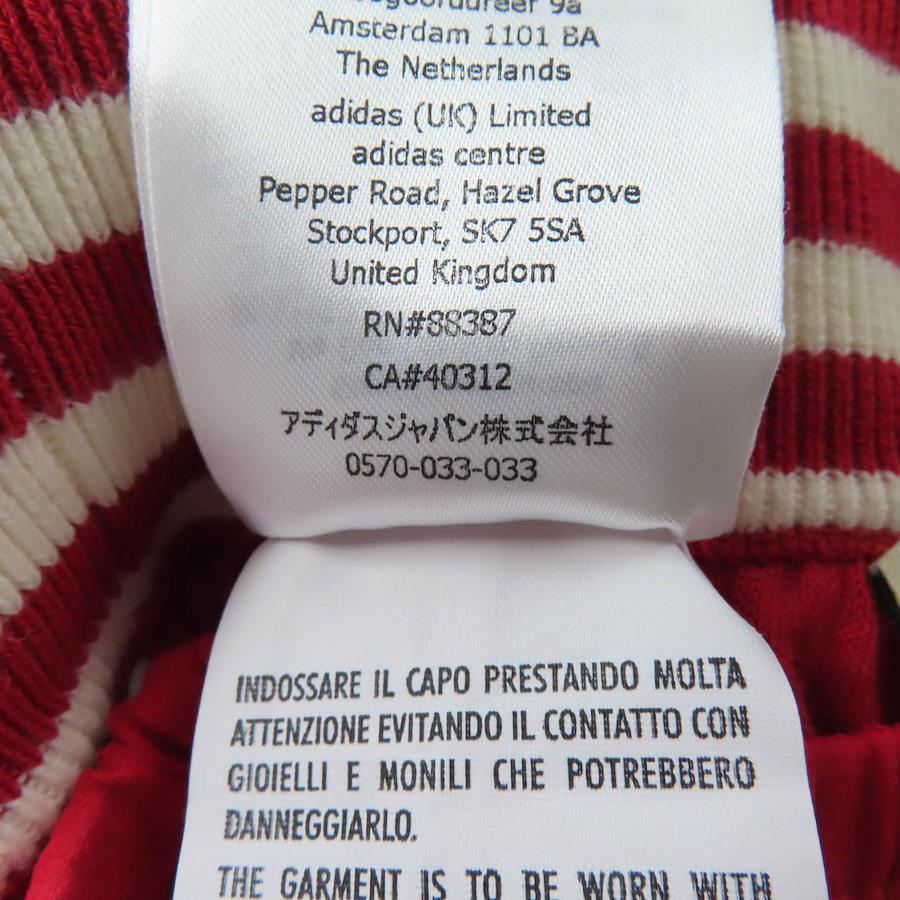 9a
Amsterdam 1101 BA
The Netherlands
adidas (UK) Limited
adidas centre
Pepper Road, Hazel Grove
Stockport, SK7 5SA
United Kingdom
RN#88387
CA#40312
アディダスジャパン株式会社
0570-033-033
INDOSSARE IL CAPO PRESTANDO MOLTA
ATTENZIONE EVITANDO IL CONTATTO CON
GIOIELLI E MONILI CHE POTREBBERO
DANNEGGIARLO.
THE GARMENT IS TO BE WORN WITH